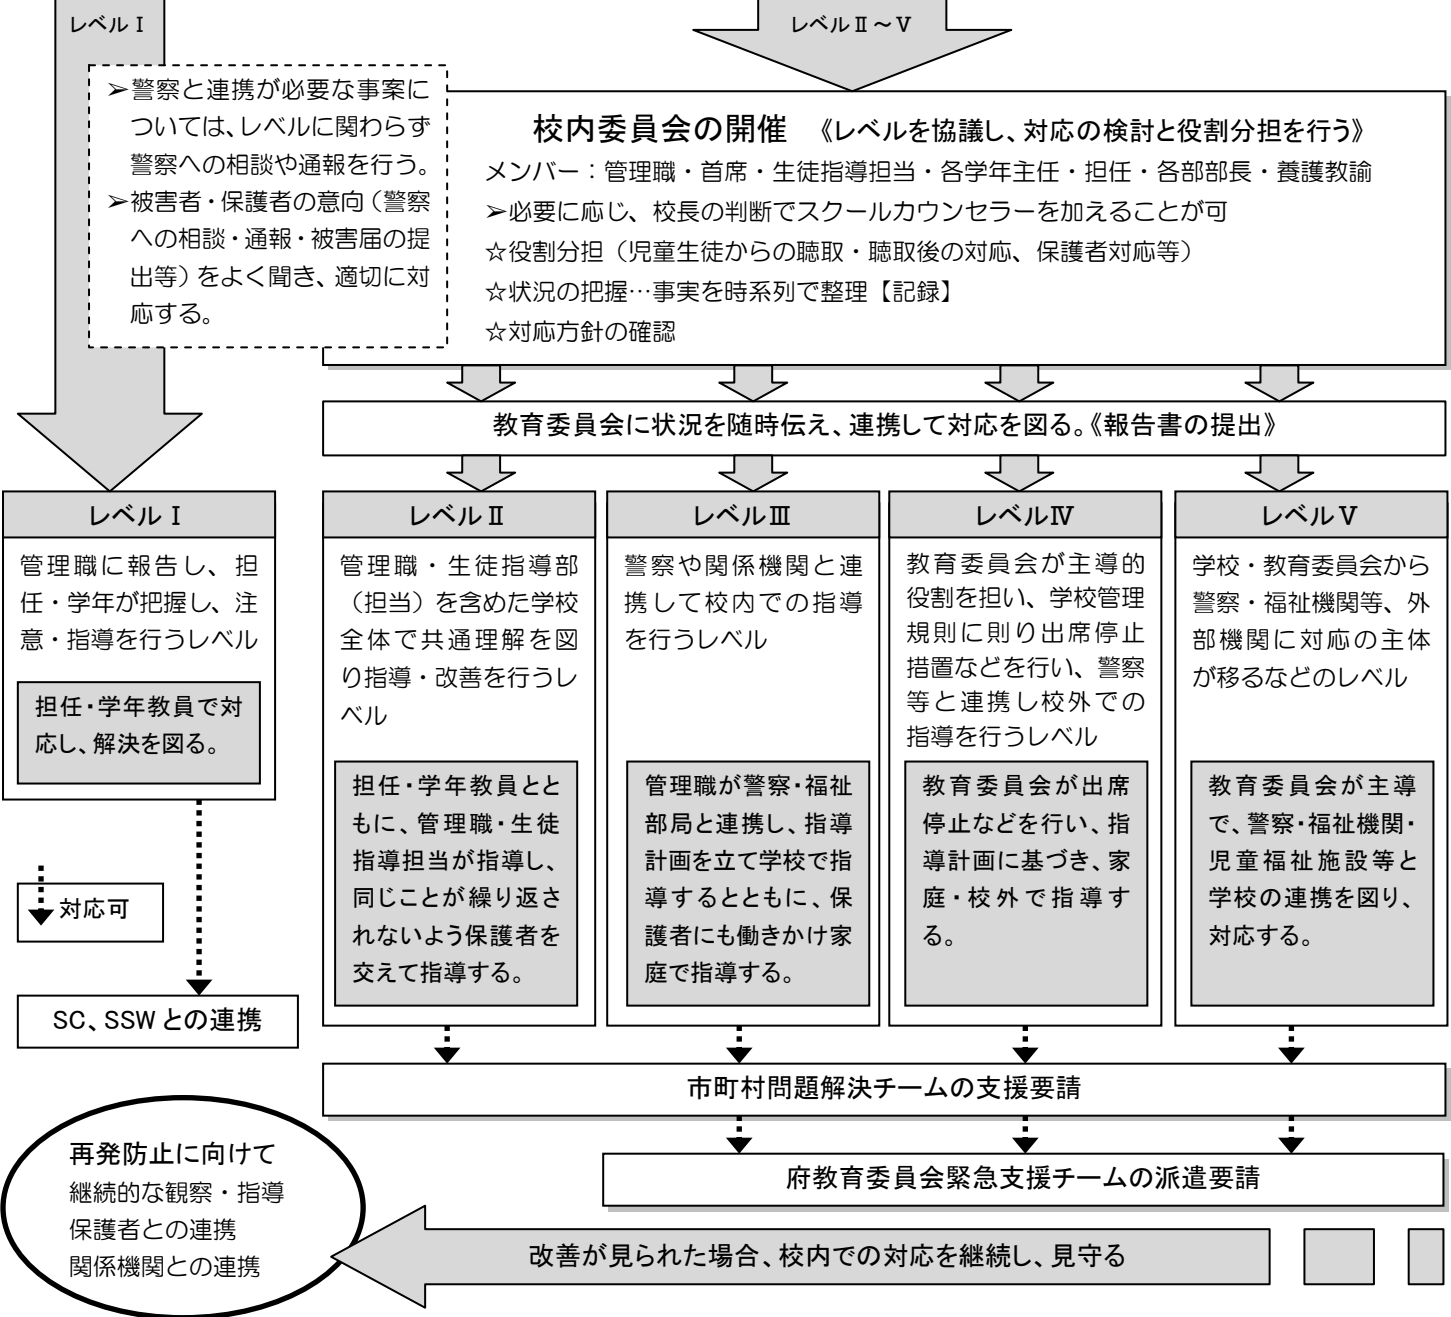 レベルⅠ
レベルⅡ～Ⅴ
➢警察と連携が必要な事案に
ついては、レベルに関わらず
警察への相談や通報を行う。
➢被害者・保護者の意向（警察
への相談・通報・被害届の提
出等）をよく聞き、適切に対
応する。
校内委員会の開催　《レベルを協議し、対応の検討と役割分担を行う》
メンバー：管理職・首席・生徒指導担当・各学年主任・担任・各部部長・養護教諭
➢必要に応じ、校長の判断でスクールカウンセラーを加えることが可
☆役割分担（児童生徒からの聴取・聴取後の対応、保護者対応等）
☆状況の把握…事実を時系列で整理【記録】
☆対応方針の確認
教育委員会に状況を随時伝え、連携して対応を図る。《報告書の提出》
レベルⅠ
管理職に報告し、担
任・学年が把握し、注
意・指導を行うレベル
担任・学年教員で対
応し、解決を図る。
レベルⅡ
管理職・生徒指導部
（担当）を含めた学校
全体で共通理解を図
り指導・改善を行うレ
ベル
担任・学年教員とと
もに、管理職・生徒
指導担当が指導し、
同じことが繰り返さ
れないよう保護者を
交えて指導する。
レベルⅢ
警察や関係機関と連
携して校内での指導
を行うレベル
管理職が警察・福祉
部局と連携し、指導
計画を立て学校で指
導するとともに、保
護者にも働きかけ家
庭で指導する。
レベルⅣ
教育委員会が主導的
役割を担い、学校管理
規則に則り出席停止
措置などを行い、警察
等と連携し校外での
指導を行うレベル
教育委員会が出席
停止などを行い、指
導計画に基づき、家
庭・校外で指導す
る。
レベルⅤ
学校・教育委員会から
警察・福祉機関等、外
部機関に対応の主体
が移るなどのレベル
教育委員会が主導
で、警察・福祉機関・
児童福祉施設等と
学校の連携を図り、
対応する。
対応可
SC、SSWとの連携
市町村問題解決チームの支援要請
府教育委員会緊急支援チームの派遣要請
再発防止に向けて
継続的な観察・指導
保護者との連携
関係機関との連携
改善が見られた場合、校内での対応を継続し、見守る